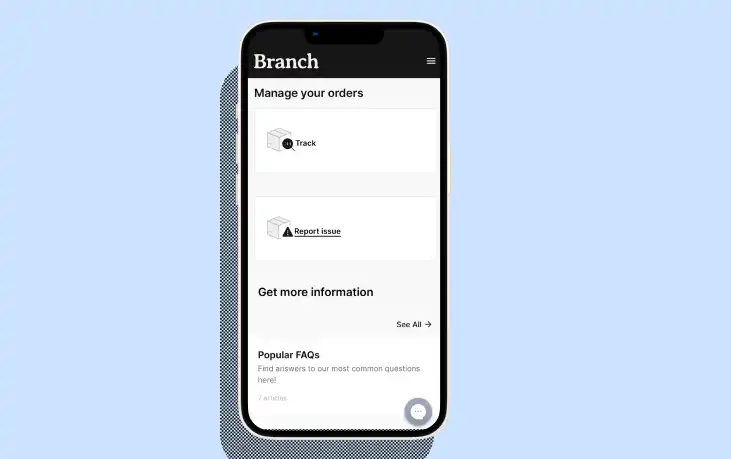 Branch
Manage your orders
Track
Report issue
Get more information
See All →
Popular FAQs
Find answers to our most common questions
here!
7 articles